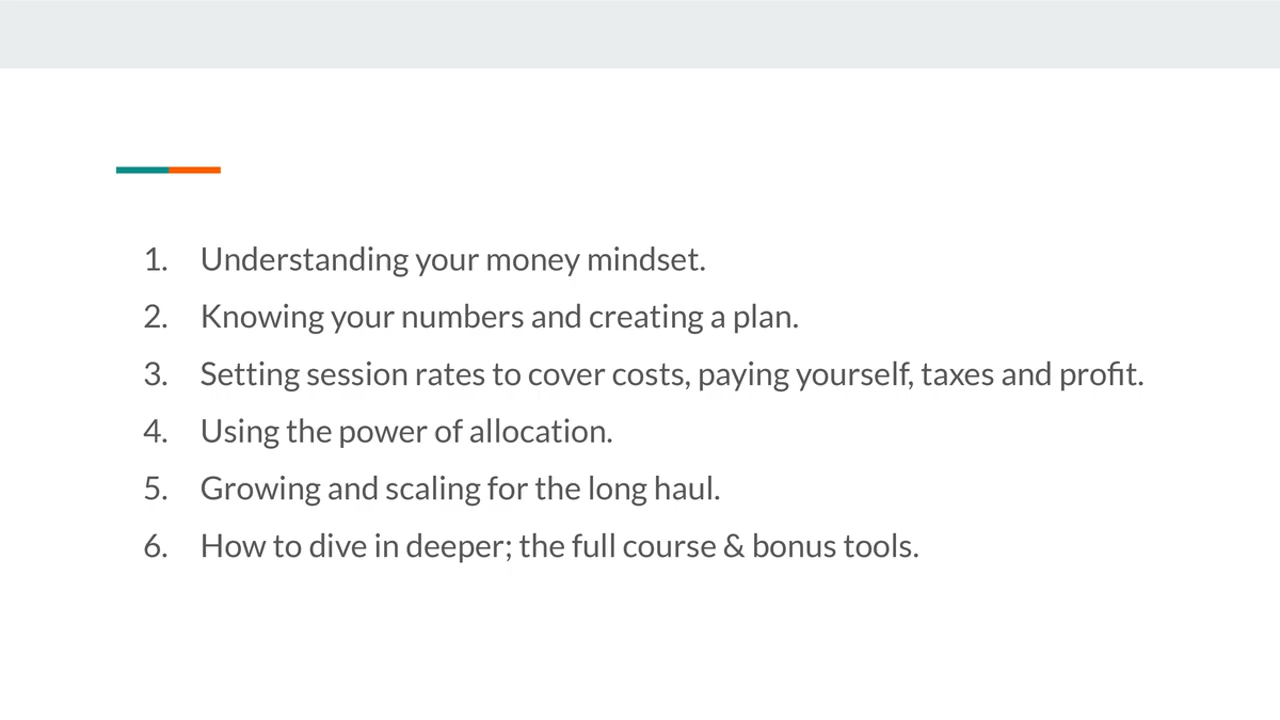 1. Understanding your money mindset.
2. Knowing your numbers and creating a plan.
3. Setting session rates to cover costs, paying yourself, taxes and profit.
4. Using the power of allocation.
5. Growing and scaling for the long haul.
6. How to dive in deeper; the full course & bonus tools.